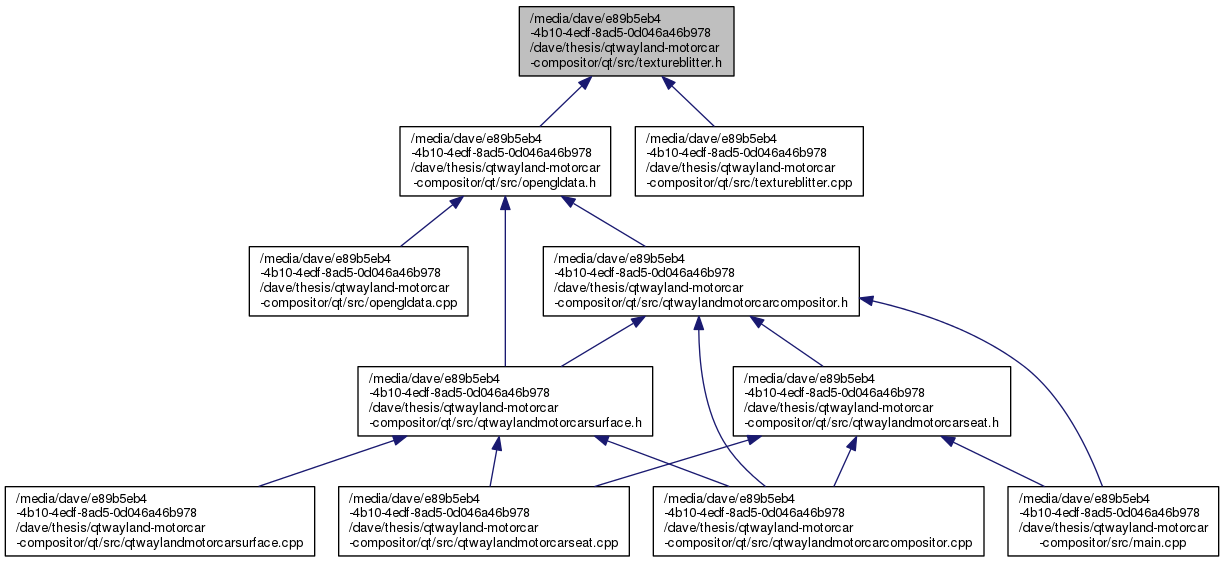 /media/dave/e89b5eb4
-4b10-4edf-8ad5-0d046a46b978
/dave/thesis/qtwayland-motorcar
-compositor/qt/src/textureblitter.h
/media/dave/e89b5eb4
-4b10-4edf-8ad5-0d046a46b978
/dave/thesis/qtwayland-motorcar
-compositor/qt/src/opengldata.h
/media/dave/e89b5eb4
-4b10-4edf-8ad5-0d046a46b978
/dave/thesis/qtwayland-motorcar
-compositor/qt/src/textureblitter.cpp
/media/dave/e89b5eb4
-4b10-4edf-8ad5-0d046a46b978
/dave/thesis/qtwayland-motorcar
-compositor/qt/src/opengldata.cpp
/media/dave/e89b5eb4
-4b10-4edf-8ad5-0d046a46b978
/dave/thesis/qtwayland-motorcar
-compositor/qt/src/qtwaylandmotorcarcompositor.h
/media/dave/e89b5eb4
-4b10-4edf-8ad5-0d046a46b978
/dave/thesis/qtwayland-motorcar
-compositor/qt/src/qtwaylandmotorcarsurface.h
/media/dave/e89b5eb4
-4b10-4edf-8ad5-0d046a46b978
/dave/thesis/qtwayland-motorcar
-compositor/qt/src/qtwaylandmotorcarseat.h
/media/dave/e89b5eb4
-4b10-4edf-8ad5-0d046a46b978
/dave/thesis/qtwayland-motorcar
-compositor/qt/src/qtwaylandmotorcarsurface.cpp
/media/dave/e89b5eb4
-4b10-4edf-8ad5-0d046a46b978
/dave/thesis/qtwayland-motorcar
-compositor/qt/src/qtwaylandmotorcarseat.cpp
/media/dave/e89b5eb4
-4b10-4edf-8ad5-0d046a46b978
/dave/thesis/qtwayland-motorcar
-compositor/qt/src/qtwaylandmotorcarcompositor.cpp
/media/dave/e89b5eb4
-4b10-4edf-8ad5-0d046a46b978
/dave/thesis/qtwayland-motorcar
-compositor/src/main.cpp